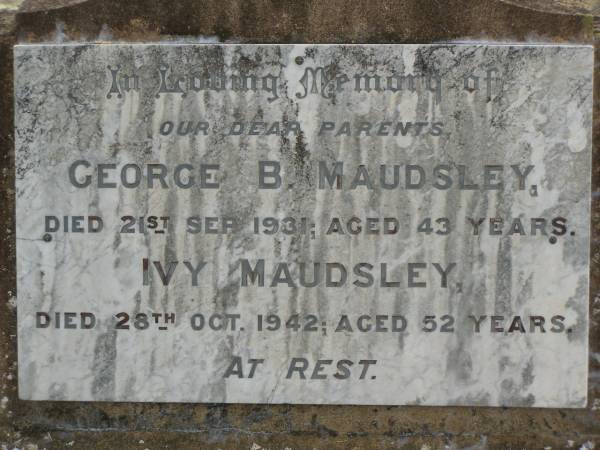 In Loving Memory of
OUR DEAR PARENTS,
GEORGE B. MAUDSLEY,
DIED 21ST SEP. 1931; AGED 43 YEARS.
IVY MAUDSLEY,
DIED 28TH OCT. 1942; AGED 52 YEARS.
AT REST.